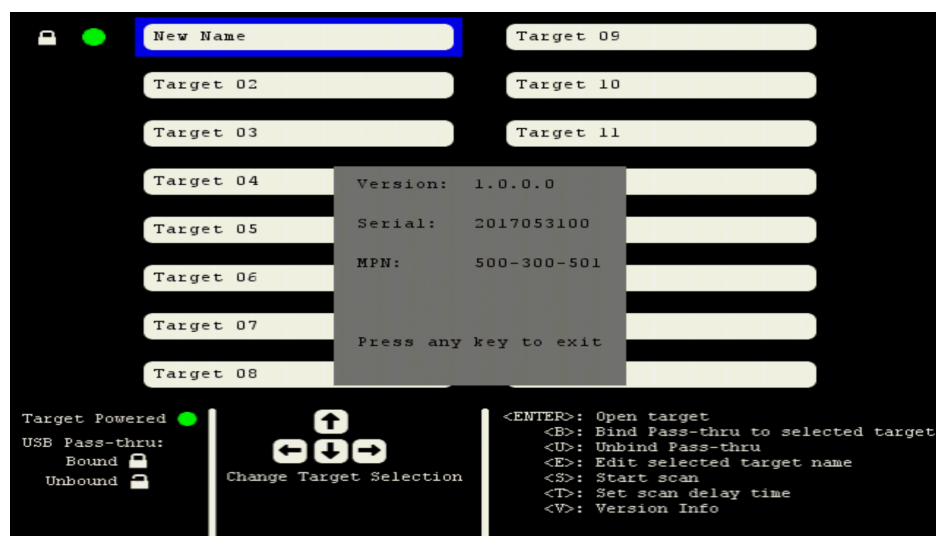 New Name
Target 02
Target 03
Target 04
Target 05
Target 06
Target 07
Target 08
Target 09
Target 10
Target 11
Version: 1.0.0.0
Serial: 2017053100
MPN: 500-300-501
Press any key to exit
Target Powered
USB Pass-thru:
Bound
Unbound
Change Target Selection
<ENTER>: Open target
<B>: Bind Pass-thru to selected target
<U>: Unbind Pass-thru
<E>: Edit selected target name
<S>: Start scan
<T>: Set scan delay time
<V>: Version Info